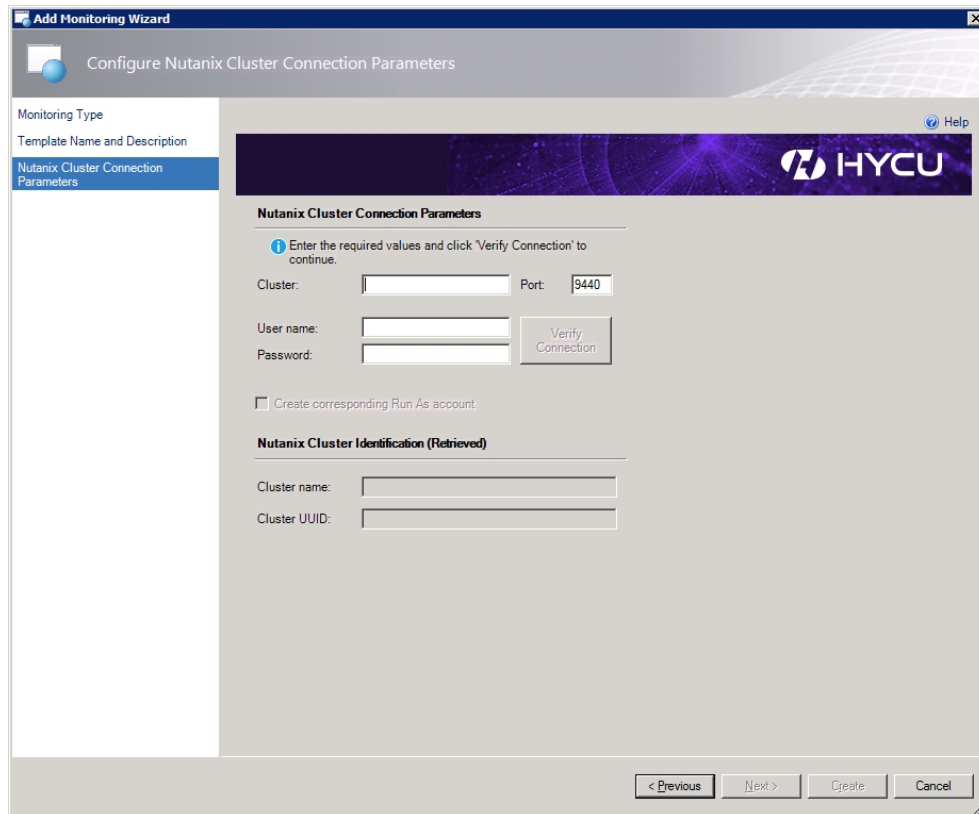 Add Monitoring Wizard
Configure Nutanix Cluster Connection Parameters
Monitoring Type
Template Name and Description
Nutanix Cluster Connection
Parameters
Help
HYCU
Nutanix Cluster Connection Parameters
Enter the required values and click 'Verify Connection' to
continue.
Cluster:
Port: 9440
User name:
Password:
Verify
Connection
Create corresponding Run As account
Nutanix Cluster Identification (Retrieved)
Cluster name:
Cluster UUID:
< Previous
Next >
Create
Cancel